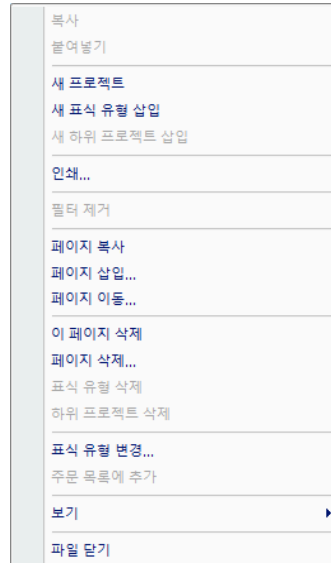 복사
붙여넣기
새 프로젝트
새 표식 유형 삽입
새 하위 프로젝트 삽입
인쇄...
필터 제거
페이지 복사
페이지 삽입...
페이지 이동...
이 페이지 삭제
페이지 삭제...
표식 유형 삭제
하위 프로젝트 삭제
표식 유형 변경...
주문 목록에 추가
보기
파일 닫기